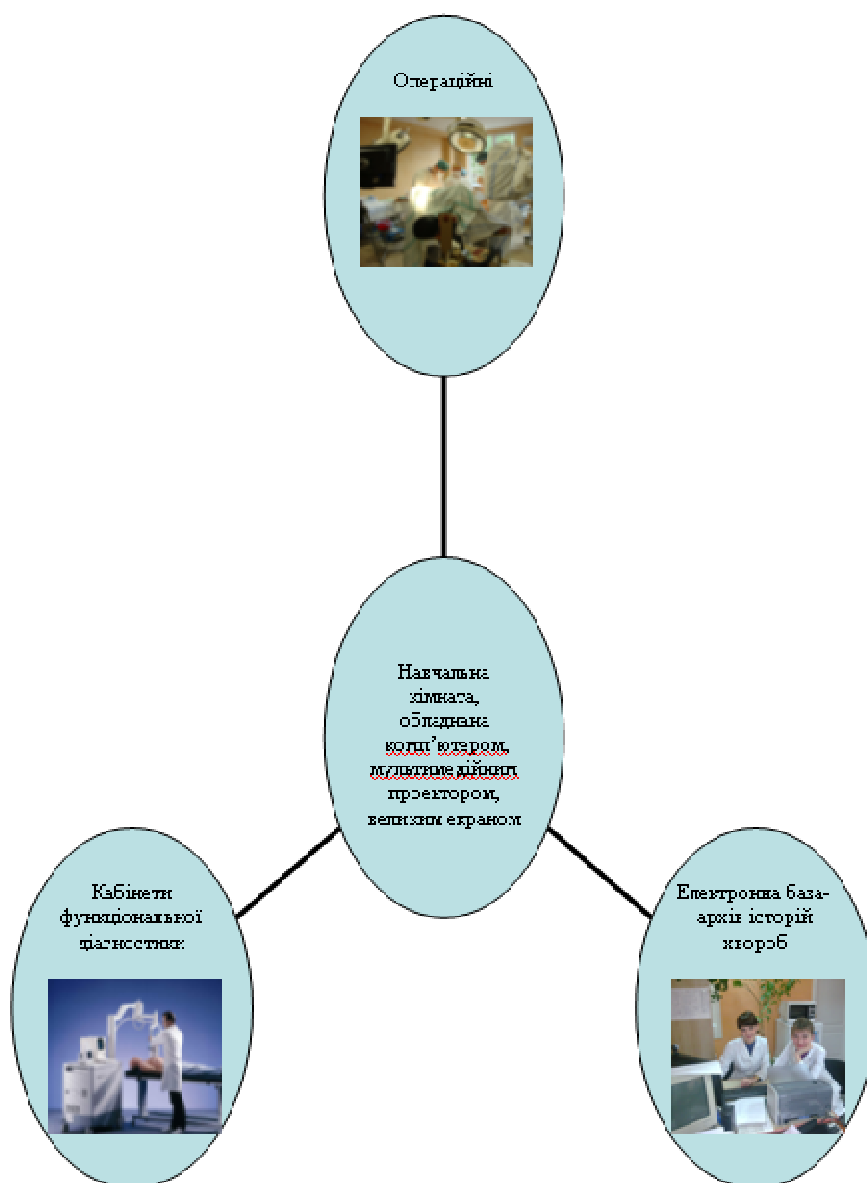 Операційні
Навчальна
кімната,
обладнана
комп’ютером,
мультимедійним
проектором,
великим екраном
Кабінети
функціональної
діагностики
Електронна база-
архів історій
хвороб